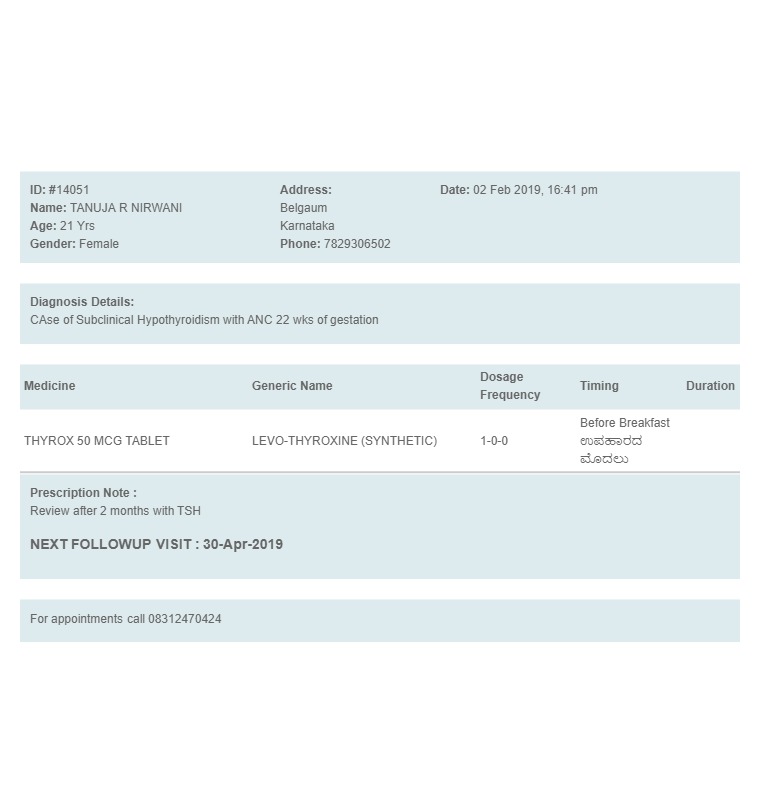 ID: #14051
Name: TANUJA R NIRWANI
Age: 21 Yrs
Gender: Female
Address:
Belgaum
Karnataka
Phone: 7829306502
Date: 02 Feb 2019, 16:41 pm
Diagnosis Details:
CAse of Subclinical Hypothyroidism with ANC 22 wks of gestation
Medicine Generic Name Dosage Frequency Timing Duration
THYROX 50 MCG TABLET LEVO-THYROXINE (SYNTHETIC) 1-0-0 Before Breakfast
ಉಪಹಾರದ
ಮೊದಲು
Prescription Note :
Review after 2 months with TSH
NEXT FOLLOWUP VISIT : 30-Apr-2019
For appointments call 08312470424